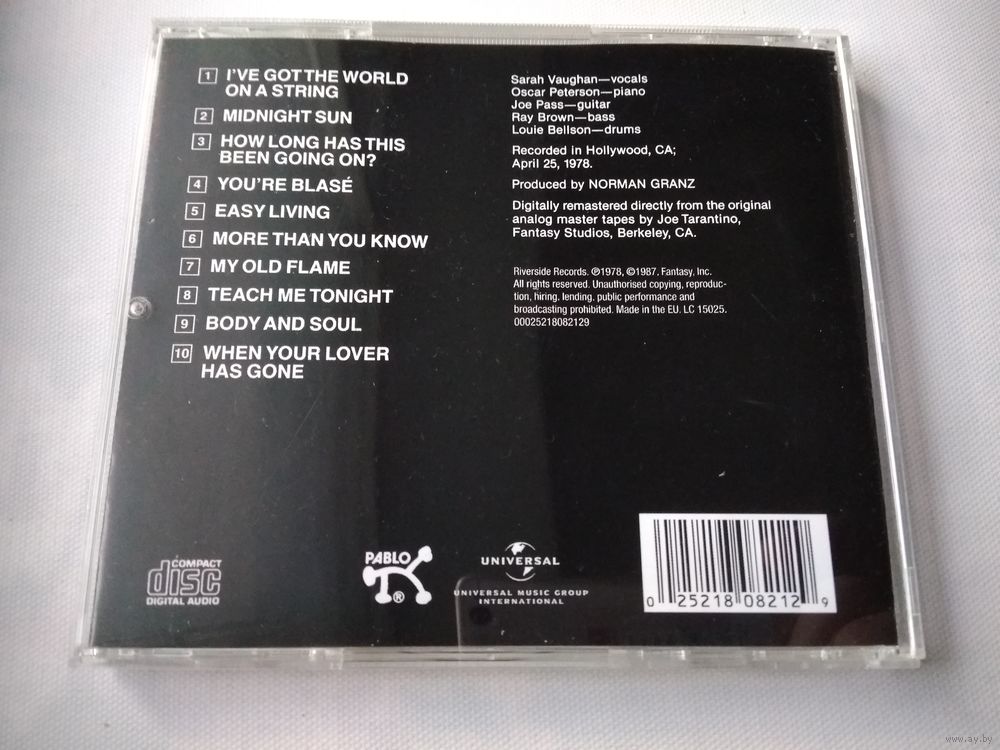 1 I'VE GOT THE WORLD
ON A STRING
2 MIDNIGHT SUN
3 HOW LONG HAS THIS
BEEN GOING ON?
4 YOU'RE BLASÉ
5 EASY LIVING
6 MORE THAN YOU KNOW
7 MY OLD FLAME
8 TEACH ME TONIGHT
9 BODY AND SOUL
10 WHEN YOUR LOVER
HAS GONE
Sarah Vaughan—vocals
Oscar Peterson—piano
Joe Pass—guitar
Ray Brown—bass
Louie Bellson—drums
Recorded in Hollywood, CA;
April 25, 1978.
Produced by NORMAN GRANZ
Digitally remastered directly from the original
analog master tapes by Joe Tarantino,
Fantasy Studios, Berkeley, CA.
Riverside Records. ℗1978, ©1987, Fantasy, Inc.
All rights reserved. Unauthorised copying, reproduc-
tion, hiring, lending, public performance and
broadcasting prohibited. Made in the EU. LC 15025.
00025218082129
COMPACT
disc
DIGITAL AUDIO
PABLO
®
UNIVERSAL
UNIVERSAL MUSIC GROUP
INTERNATIONAL
0 25218 08212 9
www.ay.by